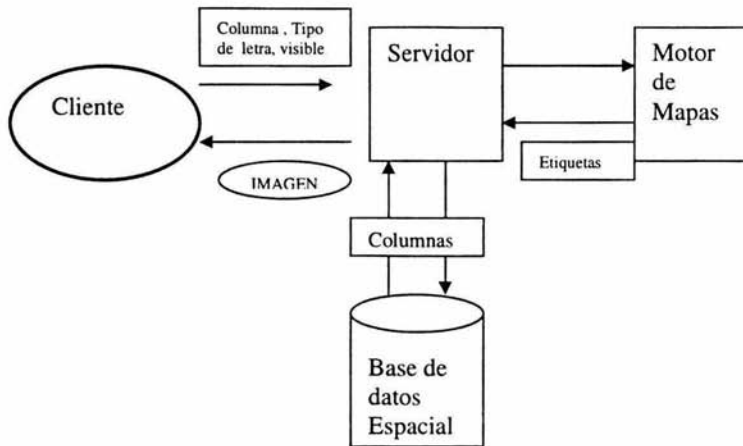 Columna , Tipo
de letra, visible
Cliente
IMAGEN
Servidor
Motor
de
Mapas
Etiquetas
Columnas
Base de
datos
Espacial